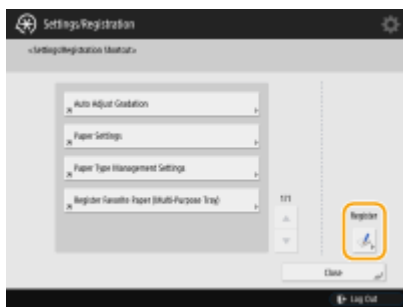 Settings/Registration
<Settings/Registration Shortcut>
Auto Adjust Gradation
Paper Settings
Paper Type Management Settings
Register Favorite Paper (Multi-Purpose Tray)
1/1
Register
Close
Log Out